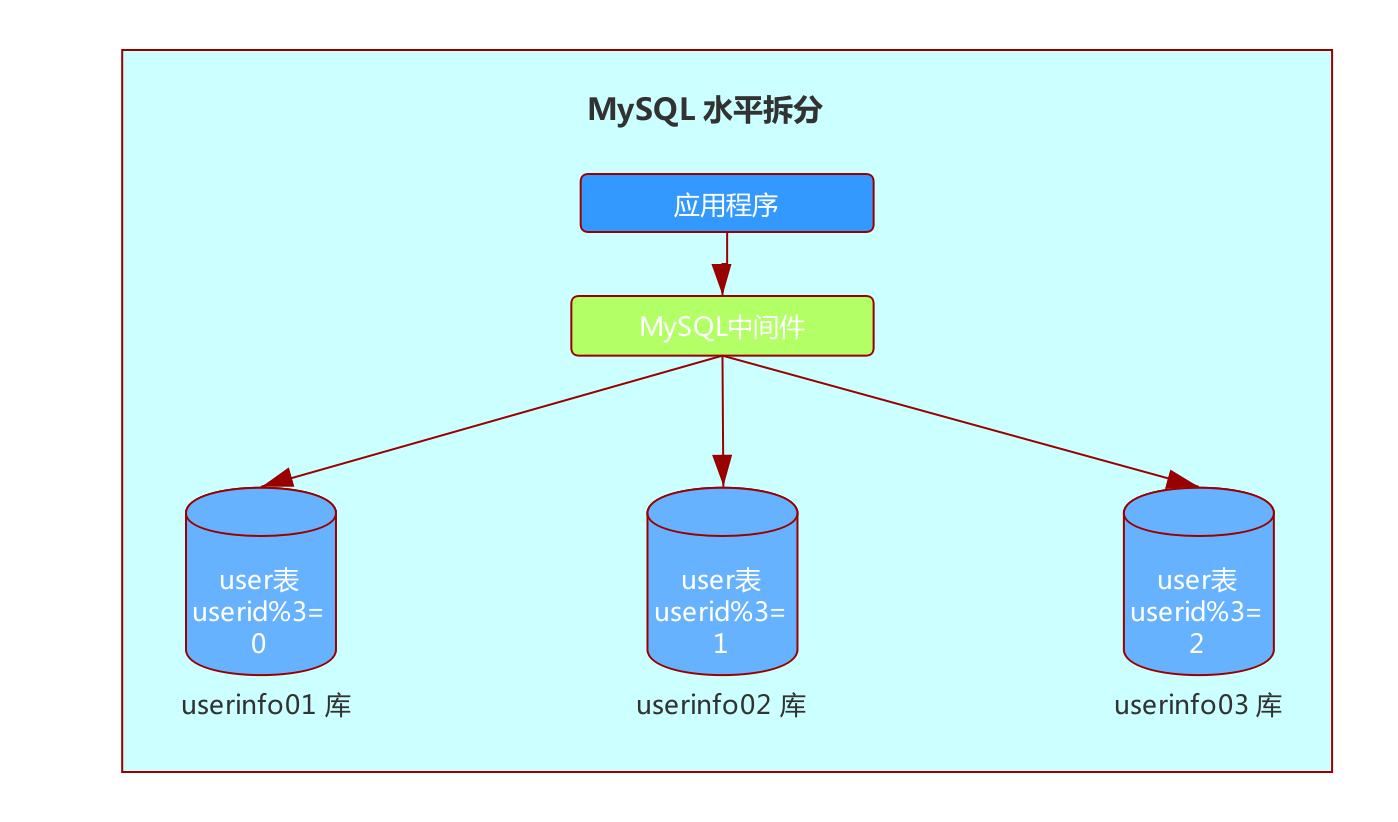 MySQL 水平拆分
应用程序
MySQL中间件
user表
userid%3=
0
user表
userid%3=
1
user表
userid%3=
2
userinfo01 库
userinfo02 库
userinfo03 库